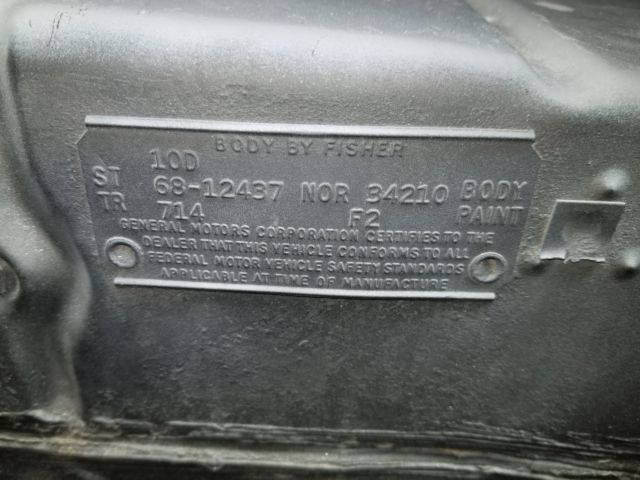 BODY BY FISHER
10D
ST 68-12437 NOR 34210 BODY
TR 714 F2 PAINT
GENERAL MOTORS CORPORATION CERTIFIES TO THE
DEALER THAT THIS VEHICLE CONFORMS TO ALL
FEDERAL MOTOR VEHICLE SAFETY STANDARDS
APPLICABLE AT TIME OF MANUFACTURE